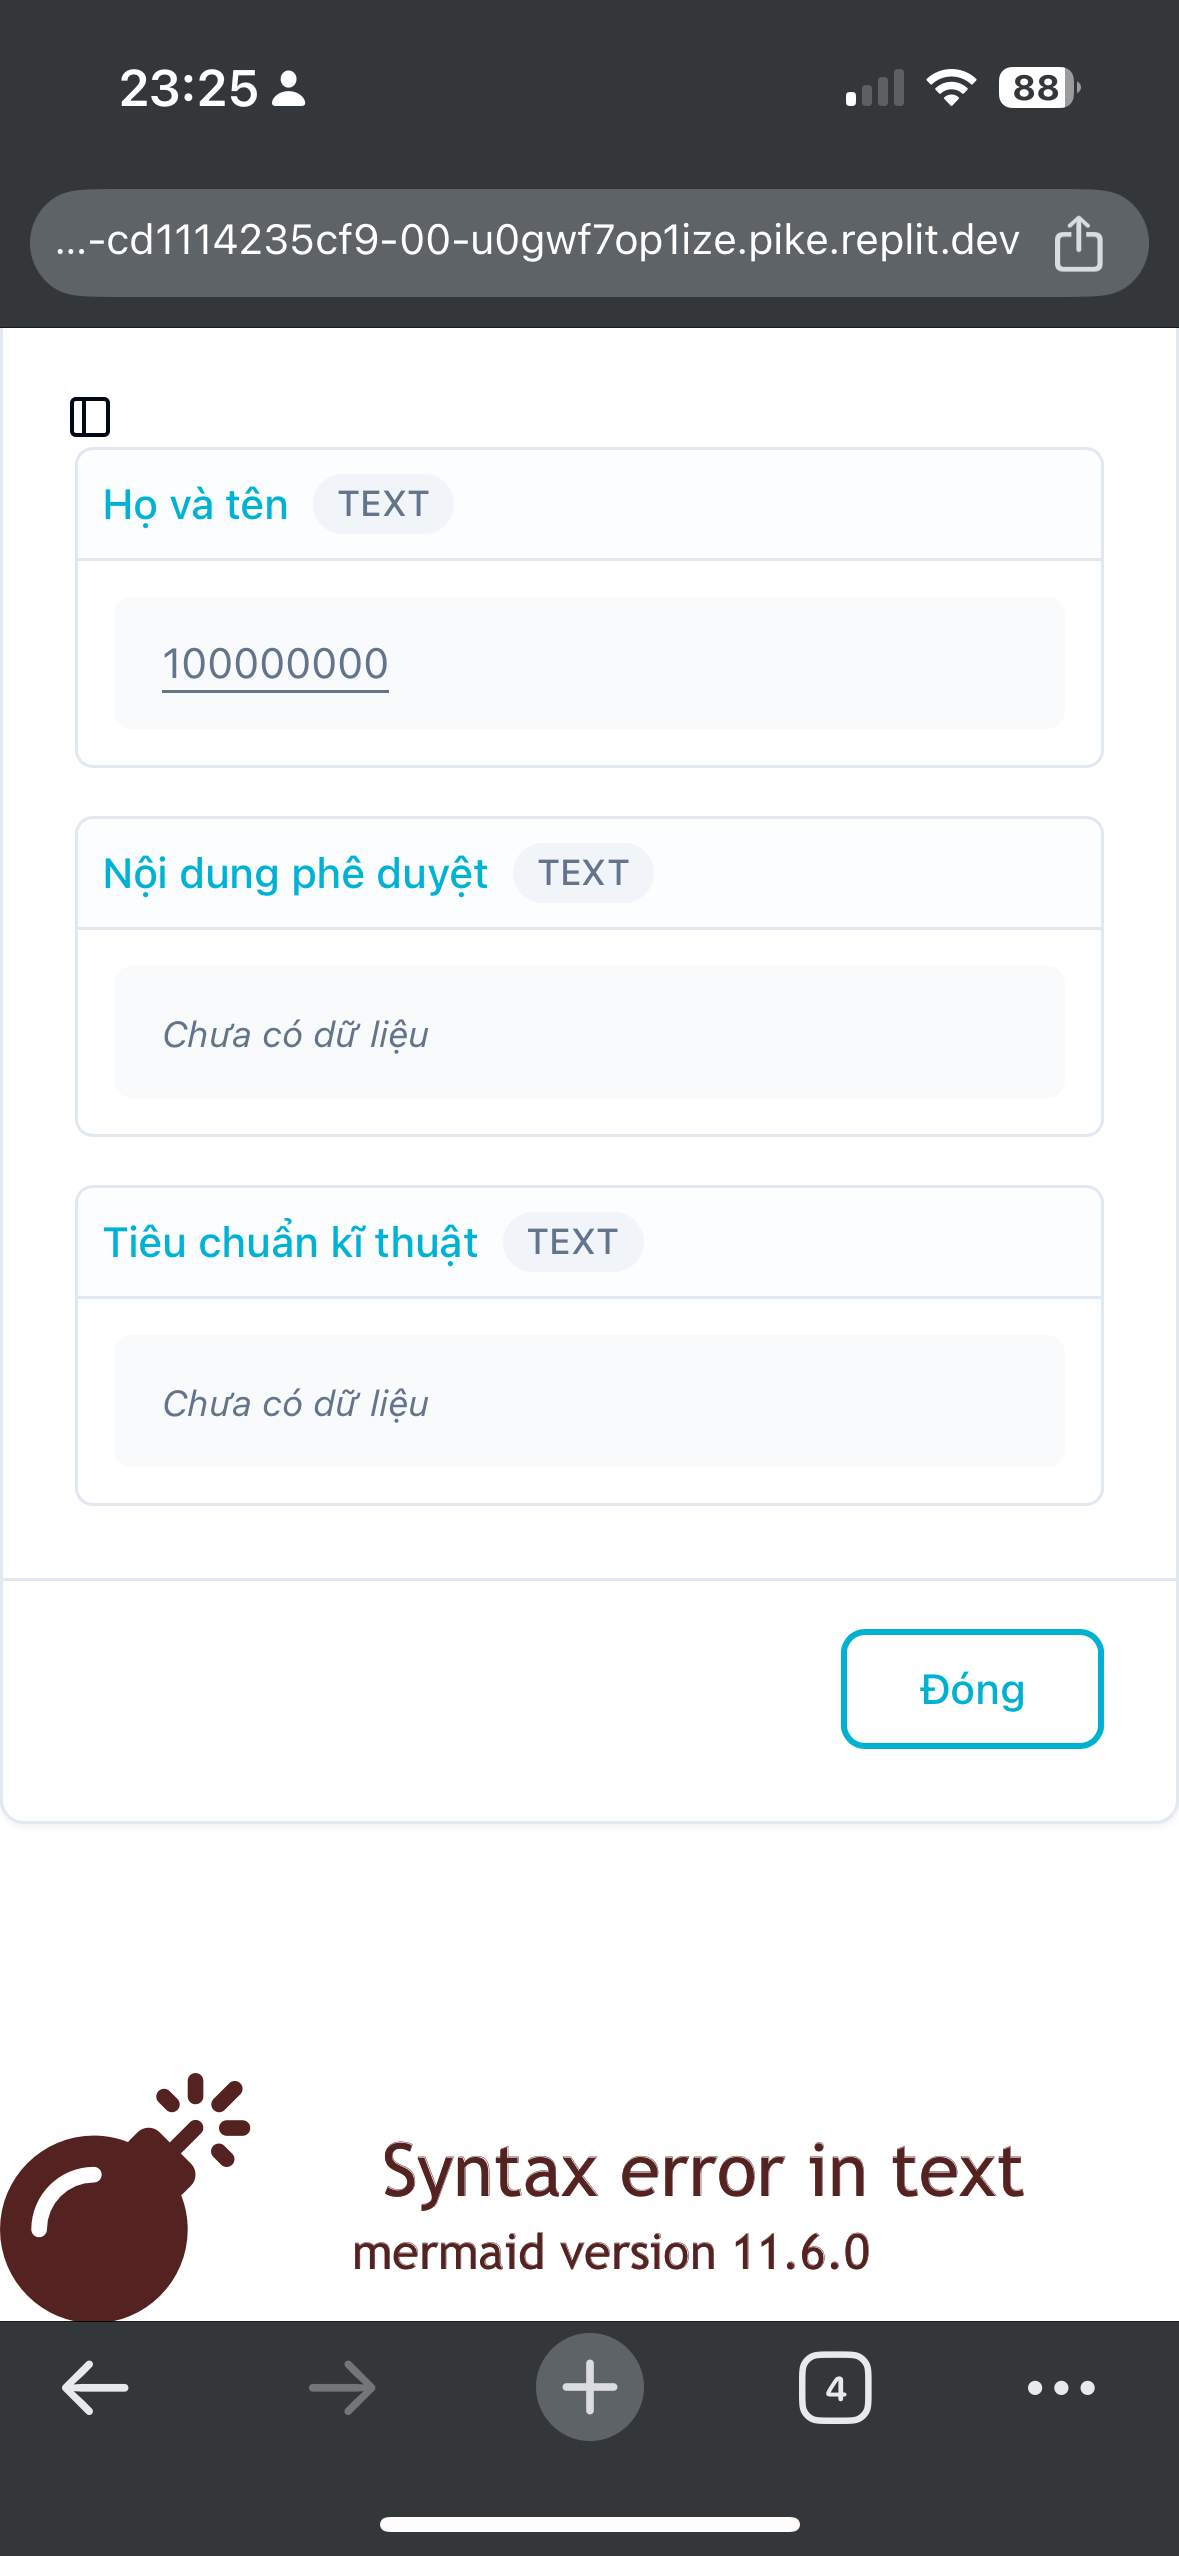 23:25
88
...-cd1114235cf9-00-u0gwf7op1ize.pike.replit.dev
Họ và tên TEXT
100000000
Nội dung phê duyệt TEXT
Chưa có dữ liệu
Tiêu chuẩn kĩ thuật TEXT
Chưa có dữ liệu
Đóng
Syntax error in text
mermaid version 11.6.0
4